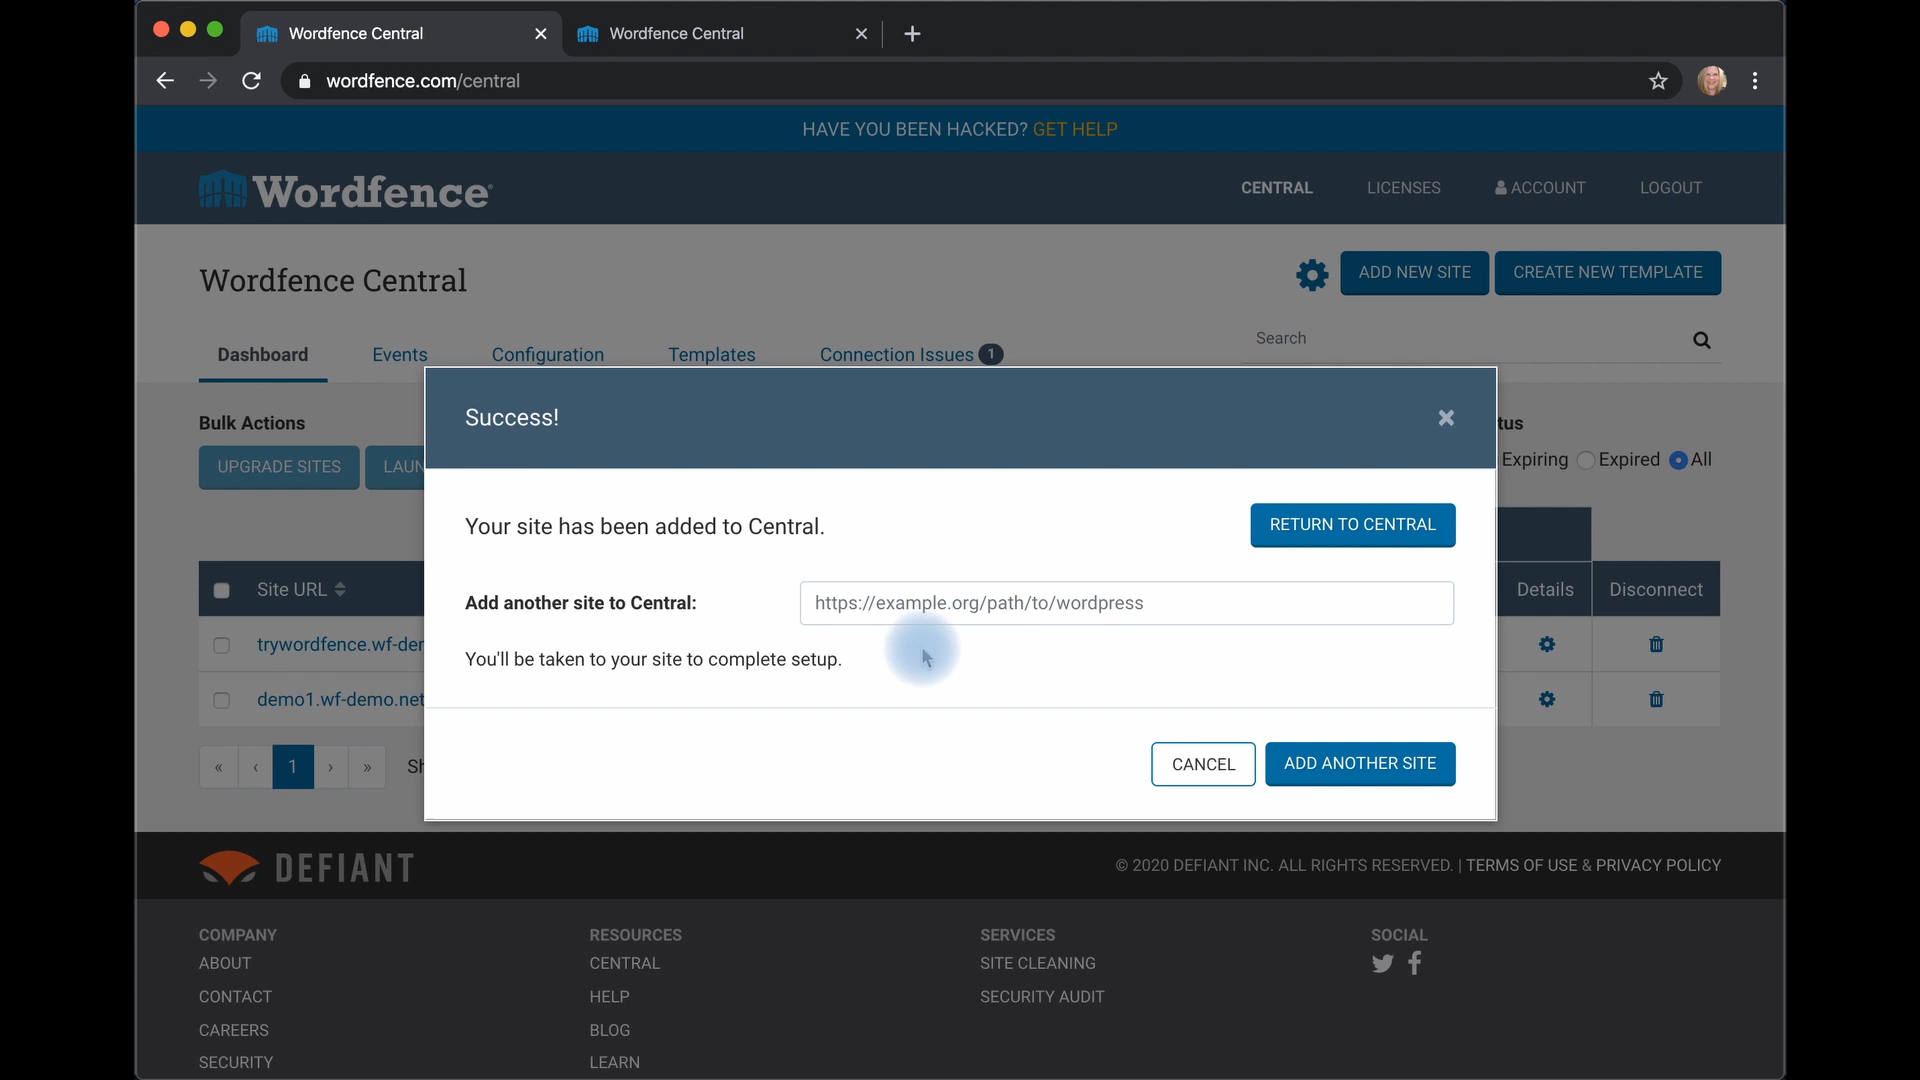 Wordfence Central
Wordfence Central
wordfence.com/central
HAVE YOU BEEN HACKED? GET HELP
Wordfence
CENTRAL
LICENSES
ACCOUNT
LOGOUT
Wordfence Central
ADD NEW SITE
CREATE NEW TEMPLATE
Search
Dashboard
Events
Configuration
Templates
Connection Issues 1
Bulk Actions
UPGRADE SITES
LAUN
tus
Expiring
Expired
All
Success!
Your site has been added to Central.
RETURN TO CENTRAL
Add another site to Central:
https://example.org/path/to/wordpress
You'll be taken to your site to complete setup.
CANCEL
ADD ANOTHER SITE
Site URL
Details
Disconnect
trywordfence.wf-der
demo1.wf-demo.net
« ‹ 1 › »
Sh
DEFIANT
© 2020 DEFIANT INC. ALL RIGHTS RESERVED. | TERMS OF USE & PRIVACY POLICY
COMPANY
ABOUT
CONTACT
CAREERS
SECURITY
RESOURCES
CENTRAL
HELP
BLOG
LEARN
SERVICES
SITE CLEANING
SECURITY AUDIT
SOCIAL